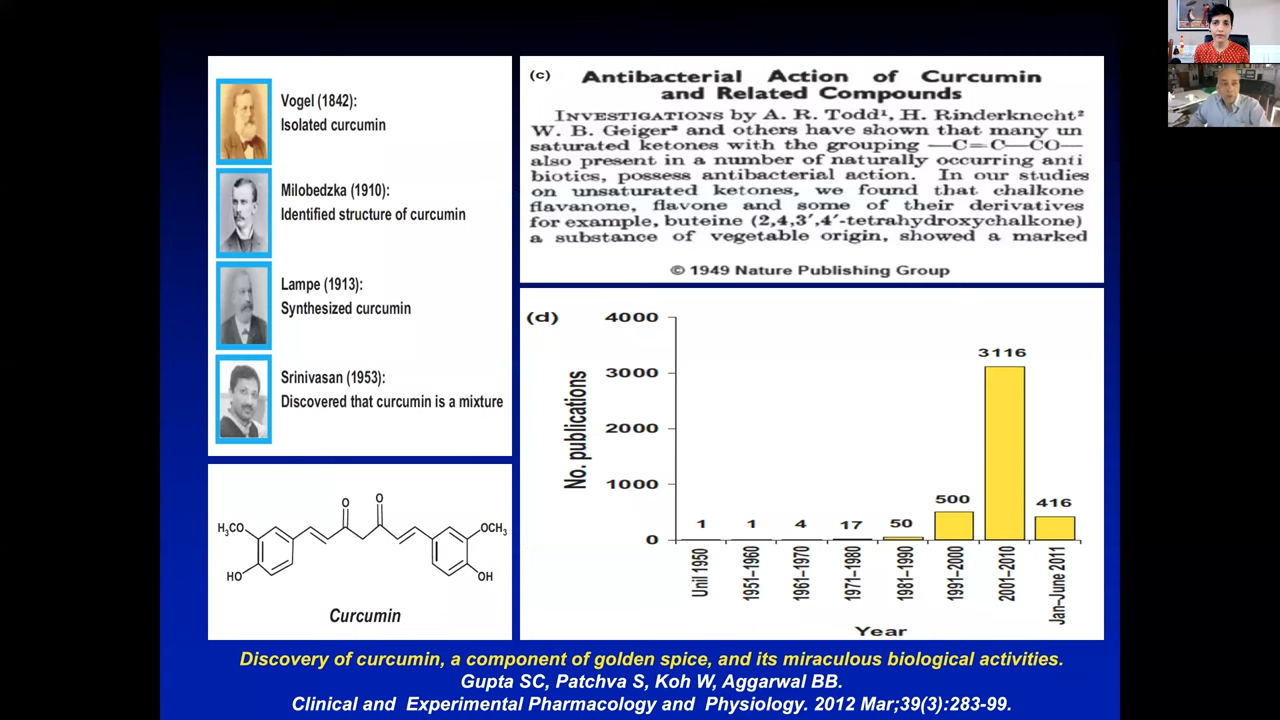 Vogel (1842):
Isolated curcumin
Milobedzka (1910):
Identified structure of curcumin
Lampe (1913):
Synthesized curcumin
Srinivasan (1953):
Discovered that curcumin is a mixture
O
O
H3CO
OCH3
HO
OH
Curcumin
(c)
Antibacterial Action of Curcumin
and Related Compounds
INVESTIGATIONS by A. R. Todd¹, H. Rinderknecht²
W. B. Geiger³ and others have shown that many un
saturated ketones with the grouping —C=C—CO—
also present in a number of naturally occurring anti
biotics, possess antibacterial action. In our studies
on unsaturated ketones, we found that chalkone
flavanone, flavone and some of their derivatives
for example, buteine (2,4,3′,4′-tetrahydroxychalkone)
a substance of vegetable origin, showed a marked
© 1949 Nature Publishing Group
(d)
No. publications
4000
3000
2000
1000
0
1
1
4
17
50
500
3116
416
Unil 1950
1951–1960
1961–1970
1971–1980
1981–1990
1991–2000
2001–2010
Jan–June 2011
Year
Discovery of curcumin, a component of golden spice, and its miraculous biological activities.
Gupta SC, Patchva S, Koh W, Aggarwal BB.
Clinical and Experimental Pharmacology and Physiology. 2012 Mar;39(3):283-99.